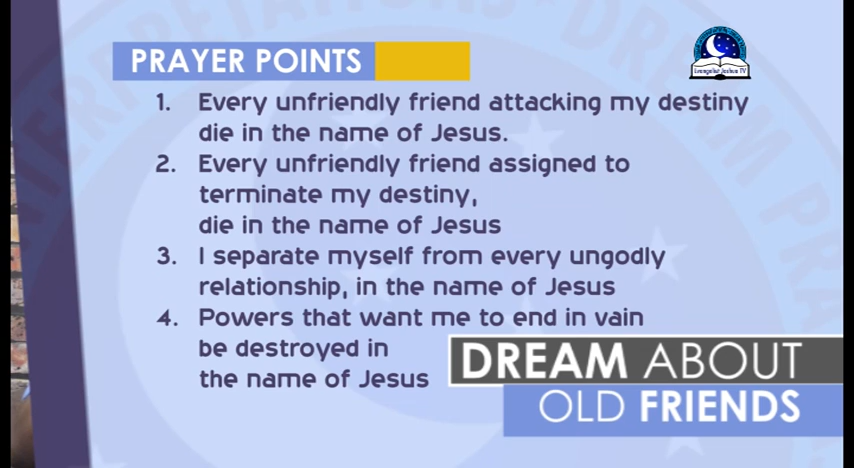 PRAYER POINTS
Evangelist Joshua TV
1. Every unfriendly friend attacking my destiny
die in the name of Jesus.
2. Every unfriendly friend assigned to
terminate my destiny,
die in the name of Jesus
3. I separate myself from every ungodly
relationship, in the name of Jesus
4. Powers that want me to end in vain
be destroyed in
the name of Jesus
DREAM ABOUT
OLD FRIENDS